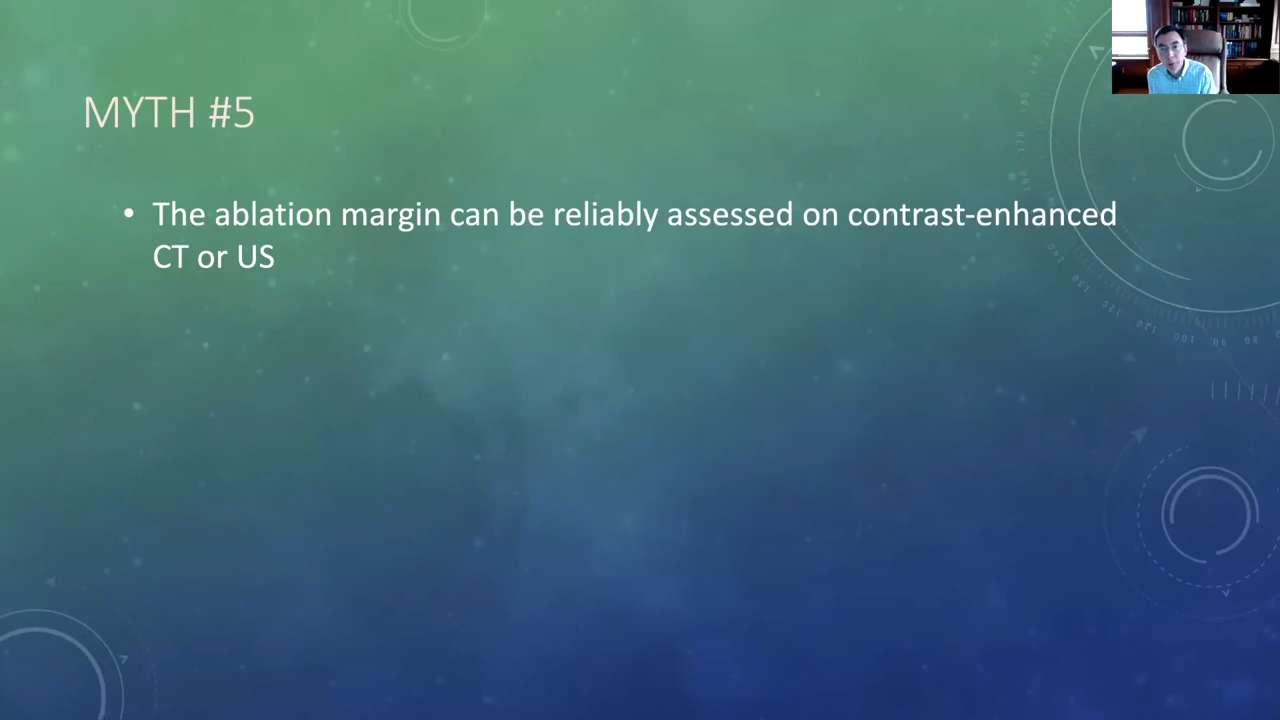 MYTH #5
• The ablation margin can be reliably assessed on contrast-enhanced
CT or US